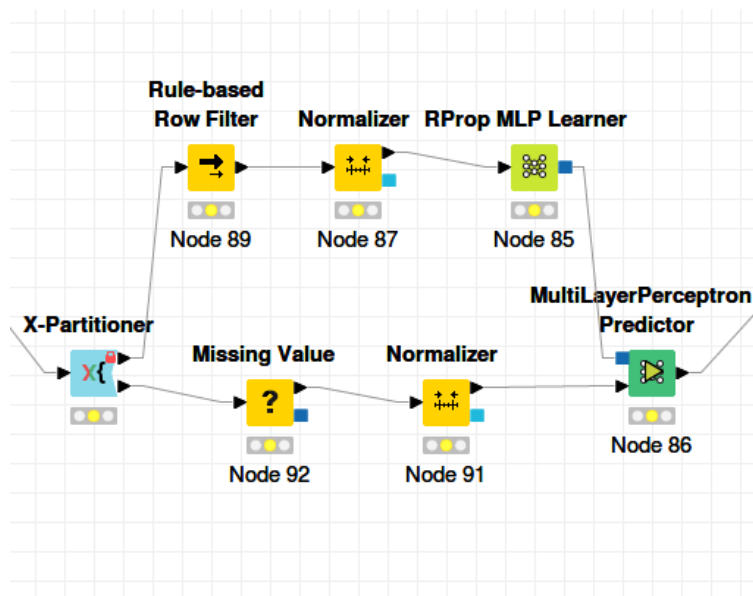 Rule-based
Row Filter
Normalizer
RProp MLP Learner
Node 89
Node 87
Node 85
X-Partitioner
X{
Missing Value
Normalizer
MultiLayerPerceptron
Predictor
?
Node 92
Node 91
Node 86